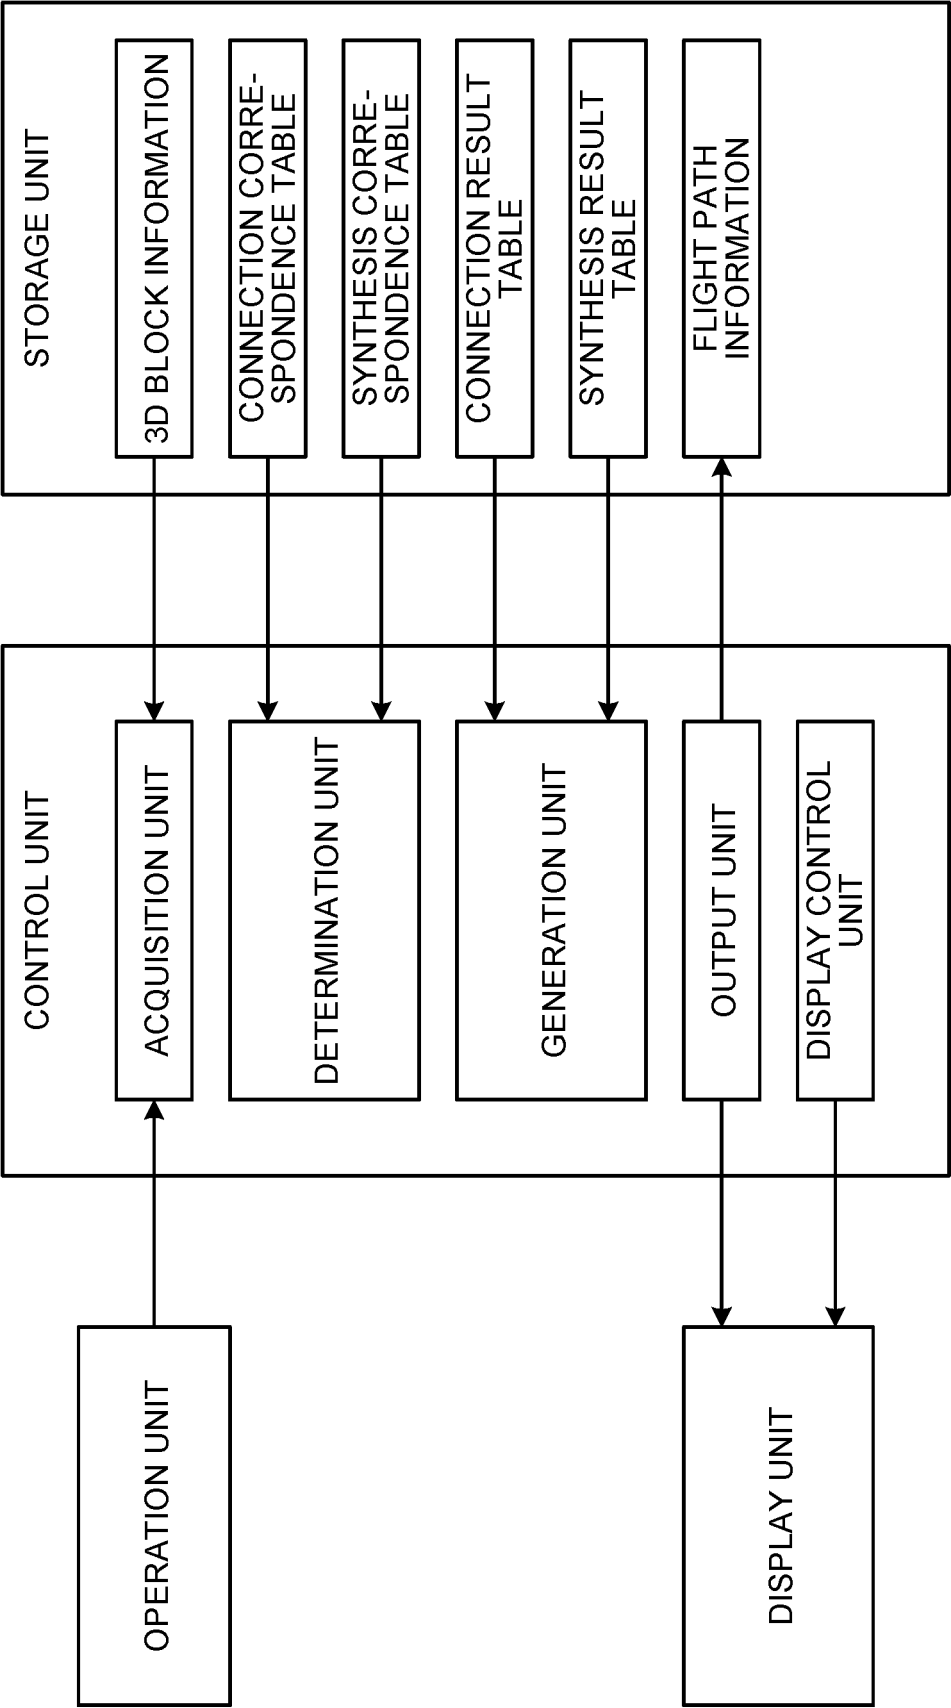 OPERATION UNIT
DISPLAY UNIT
CONTROL UNIT
ACQUISITION UNIT
DETERMINATION UNIT
GENERATION UNIT
OUTPUT UNIT
DISPLAY CONTROL
UNIT
STORAGE UNIT
3D BLOCK INFORMATION
CONNECTION CORRE-
SPONDENCE TABLE
SYNTHESIS CORRE-
SPONDENCE TABLE
CONNECTION RESULT
TABLE
SYNTHESIS RESULT
TABLE
FLIGHT PATH
INFORMATION